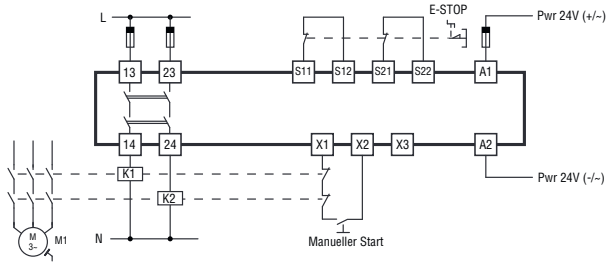 E-STOP
L
Pwr 24V (+/~)
13
23
S11
S12
S21
S22
A1
14
24
X1
X2
X3
A2
K1
Pwr 24V (-/~)
K2
M
3~
M1
N
Manueller Start